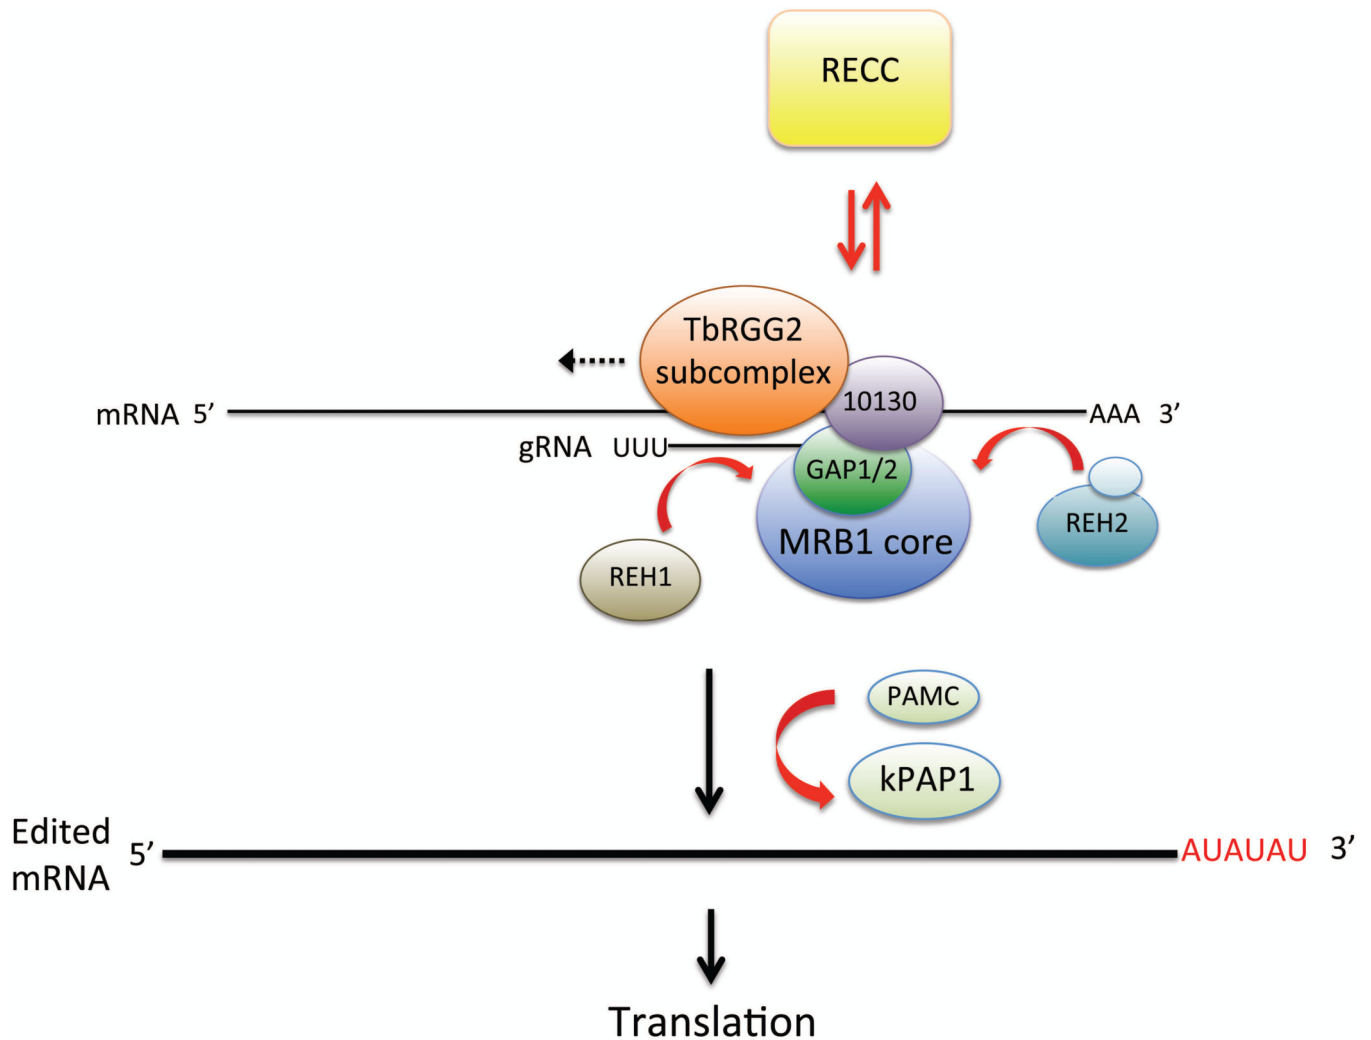 RECC
TbRGG2
subcomplex
10130
mRNA 5’
AAA 3’
gRNA UUU
GAP1/2
MRB1 core
REH2
REH1
PAMC
kPAP1
Edited
mRNA
5’
AUAUAU 3’
Translation